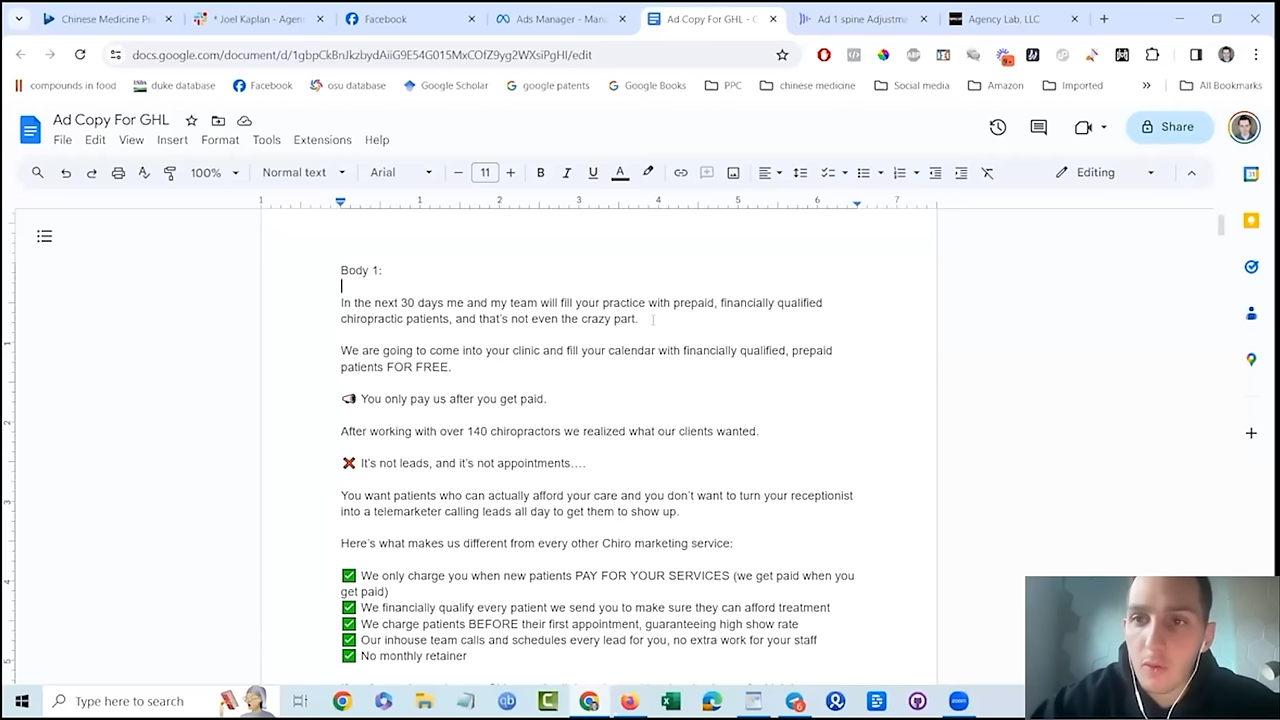 Chinese Medicine Ps
* Joel Kaplan - Agen
Facebook
Ads Manager - Mana
Ad Copy For GHL - G
Ad 1 spine Adjustme
Agency Lab, LLC
docs.google.com/document/d/1gbpCkBnJkzbydAiiG9E54G015MxCOfZ9yg2WXsiPgHI/edit
compounds in food
duke database
Facebook
osu database
Google Scholar
google patents
Google Books
PPC
chinese medicine
Social media
Amazon
Imported
All Bookmarks
Ad Copy For GHL
File Edit View Insert Format Tools Extensions Help
Share
100% Normal text Arial 11 Editing
1 1 2 3 4 5 6 7
Body 1:
In the next 30 days me and my team will fill your practice with prepaid, financially qualified
chiropractic patients, and that's not even the crazy part.
We are going to come into your clinic and fill your calendar with financially qualified, prepaid
patients FOR FREE.
📢 You only pay us after you get paid.
After working with over 140 chiropractors we realized what our clients wanted.
❌ It's not leads, and it's not appointments….
You want patients who can actually afford your care and you don't want to turn your receptionist
into a telemarketer calling leads all day to get them to show up.
Here's what makes us different from every other Chiro marketing service:
✅ We only charge you when new patients PAY FOR YOUR SERVICES (we get paid when you
get paid)
✅ We financially qualify every patient we send you to make sure they can afford treatment
✅ We charge patients BEFORE their first appointment, guaranteeing high show rate
✅ Our inhouse team calls and schedules every lead for you, no extra work for your staff
✅ No monthly retainer
Type here to search